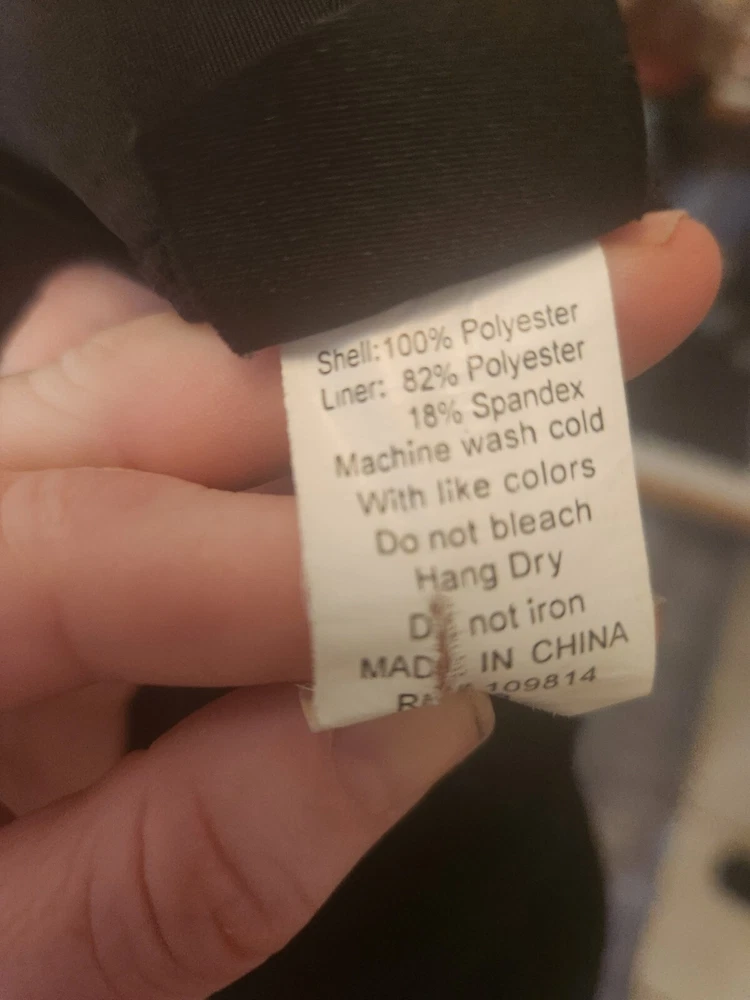 Shell:100% Polyester
Liner: 82% Polyester
18% Spandex
Machine wash cold
With like colors
Do not bleach
Hang Dry
not iron
IN CHINA
109814